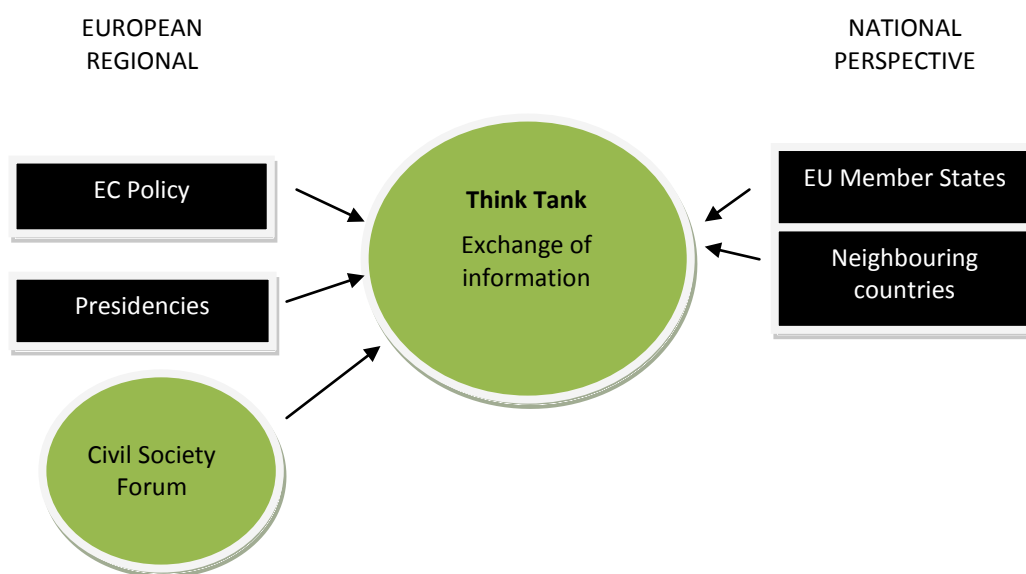 EUROPEAN
REGIONAL
NATIONAL
PERSPECTIVE
EC Policy
Presidencies
Civil Society
Forum
Think Tank
Exchange of
information
EU Member States
Neighbouring
countries